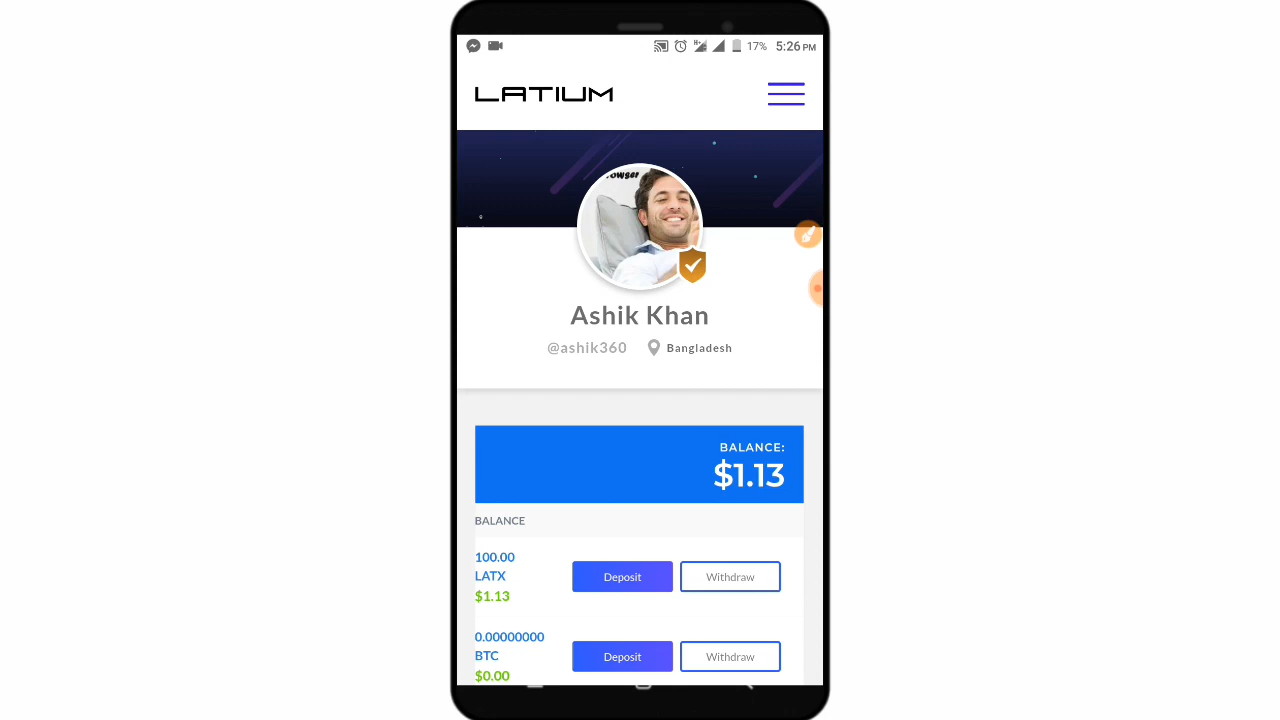 17% 5:26 PM
LATIUM
rowser
Ashik Khan
@ashik360 Bangladesh
BALANCE:
$1.13
BALANCE
100.00
LATX
$1.13
Deposit Withdraw
0.00000000
BTC
$0.00
Deposit Withdraw